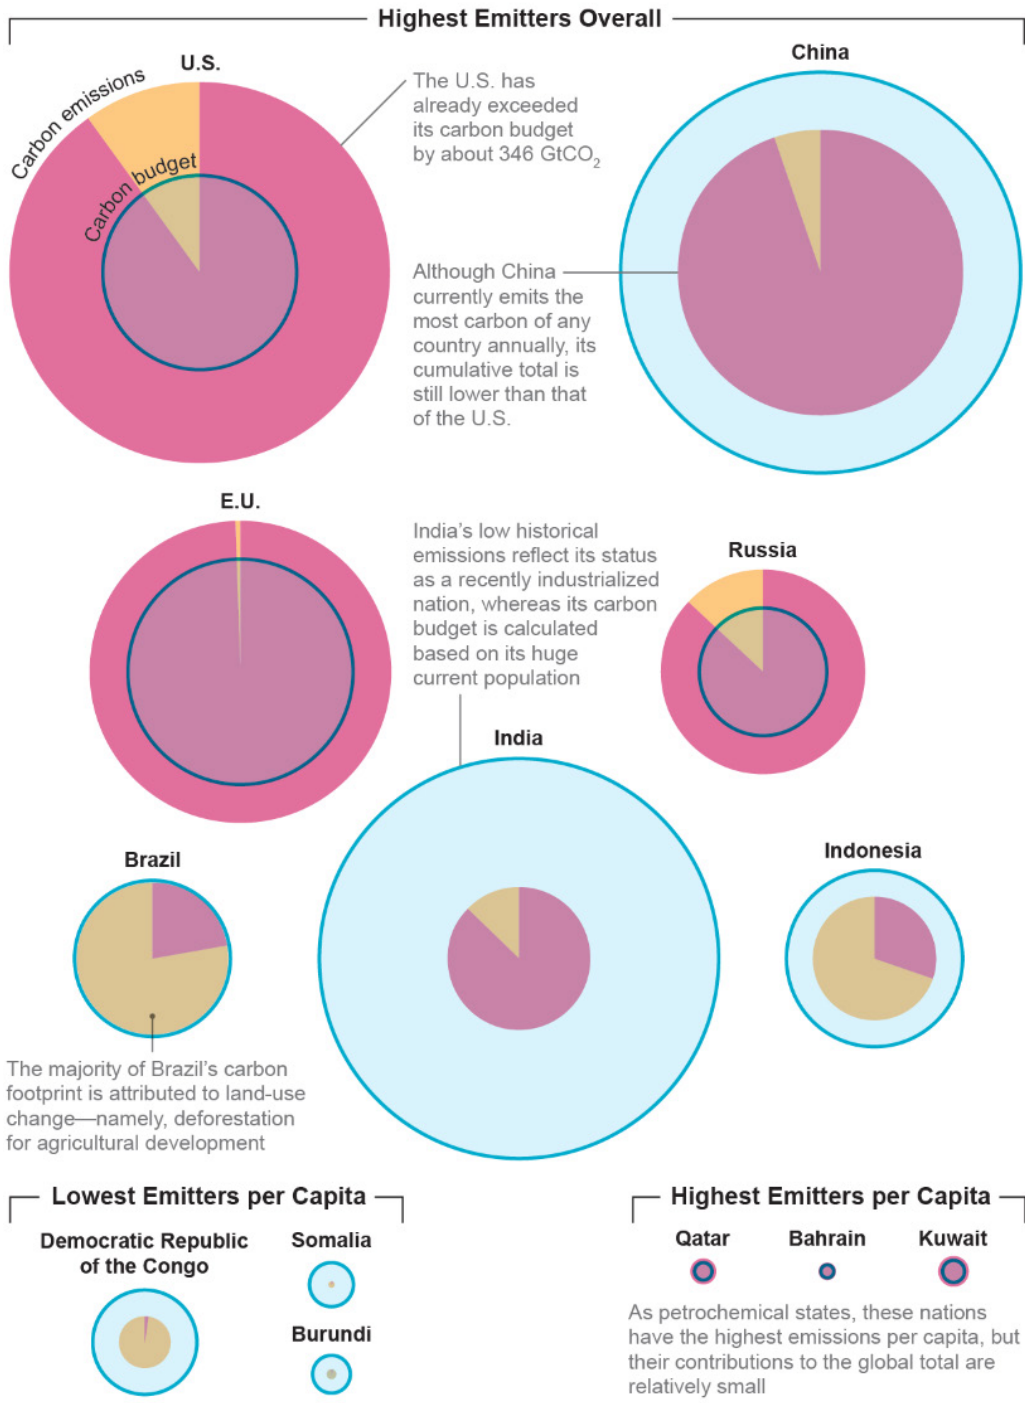 Highest Emitters Overall
U.S.
Carbon emissions
Carbon budget
The U.S. has
already exceeded
its carbon budget
by about 346 GtCO₂
China
Although China
currently emits the
most carbon of any
country annually, its
cumulative total is
still lower than that
of the U.S.
E.U.
India’s low historical
emissions reflect its status
as a recently industrialized
nation, whereas its carbon
budget is calculated
based on its huge
current population
Russia
India
Brazil
Indonesia
The majority of Brazil’s carbon
footprint is attributed to land-use
change—namely, deforestation
for agricultural development
Lowest Emitters per Capita
Democratic Republic
of the Congo
Somalia
Burundi
Highest Emitters per Capita
Qatar
Bahrain
Kuwait
As petrochemical states, these nations
have the highest emissions per capita, but
their contributions to the global total are
relatively small